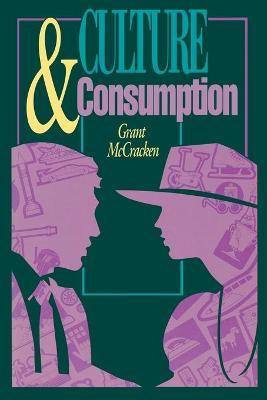 CULTURE
& Consumption
Grant
McCracken